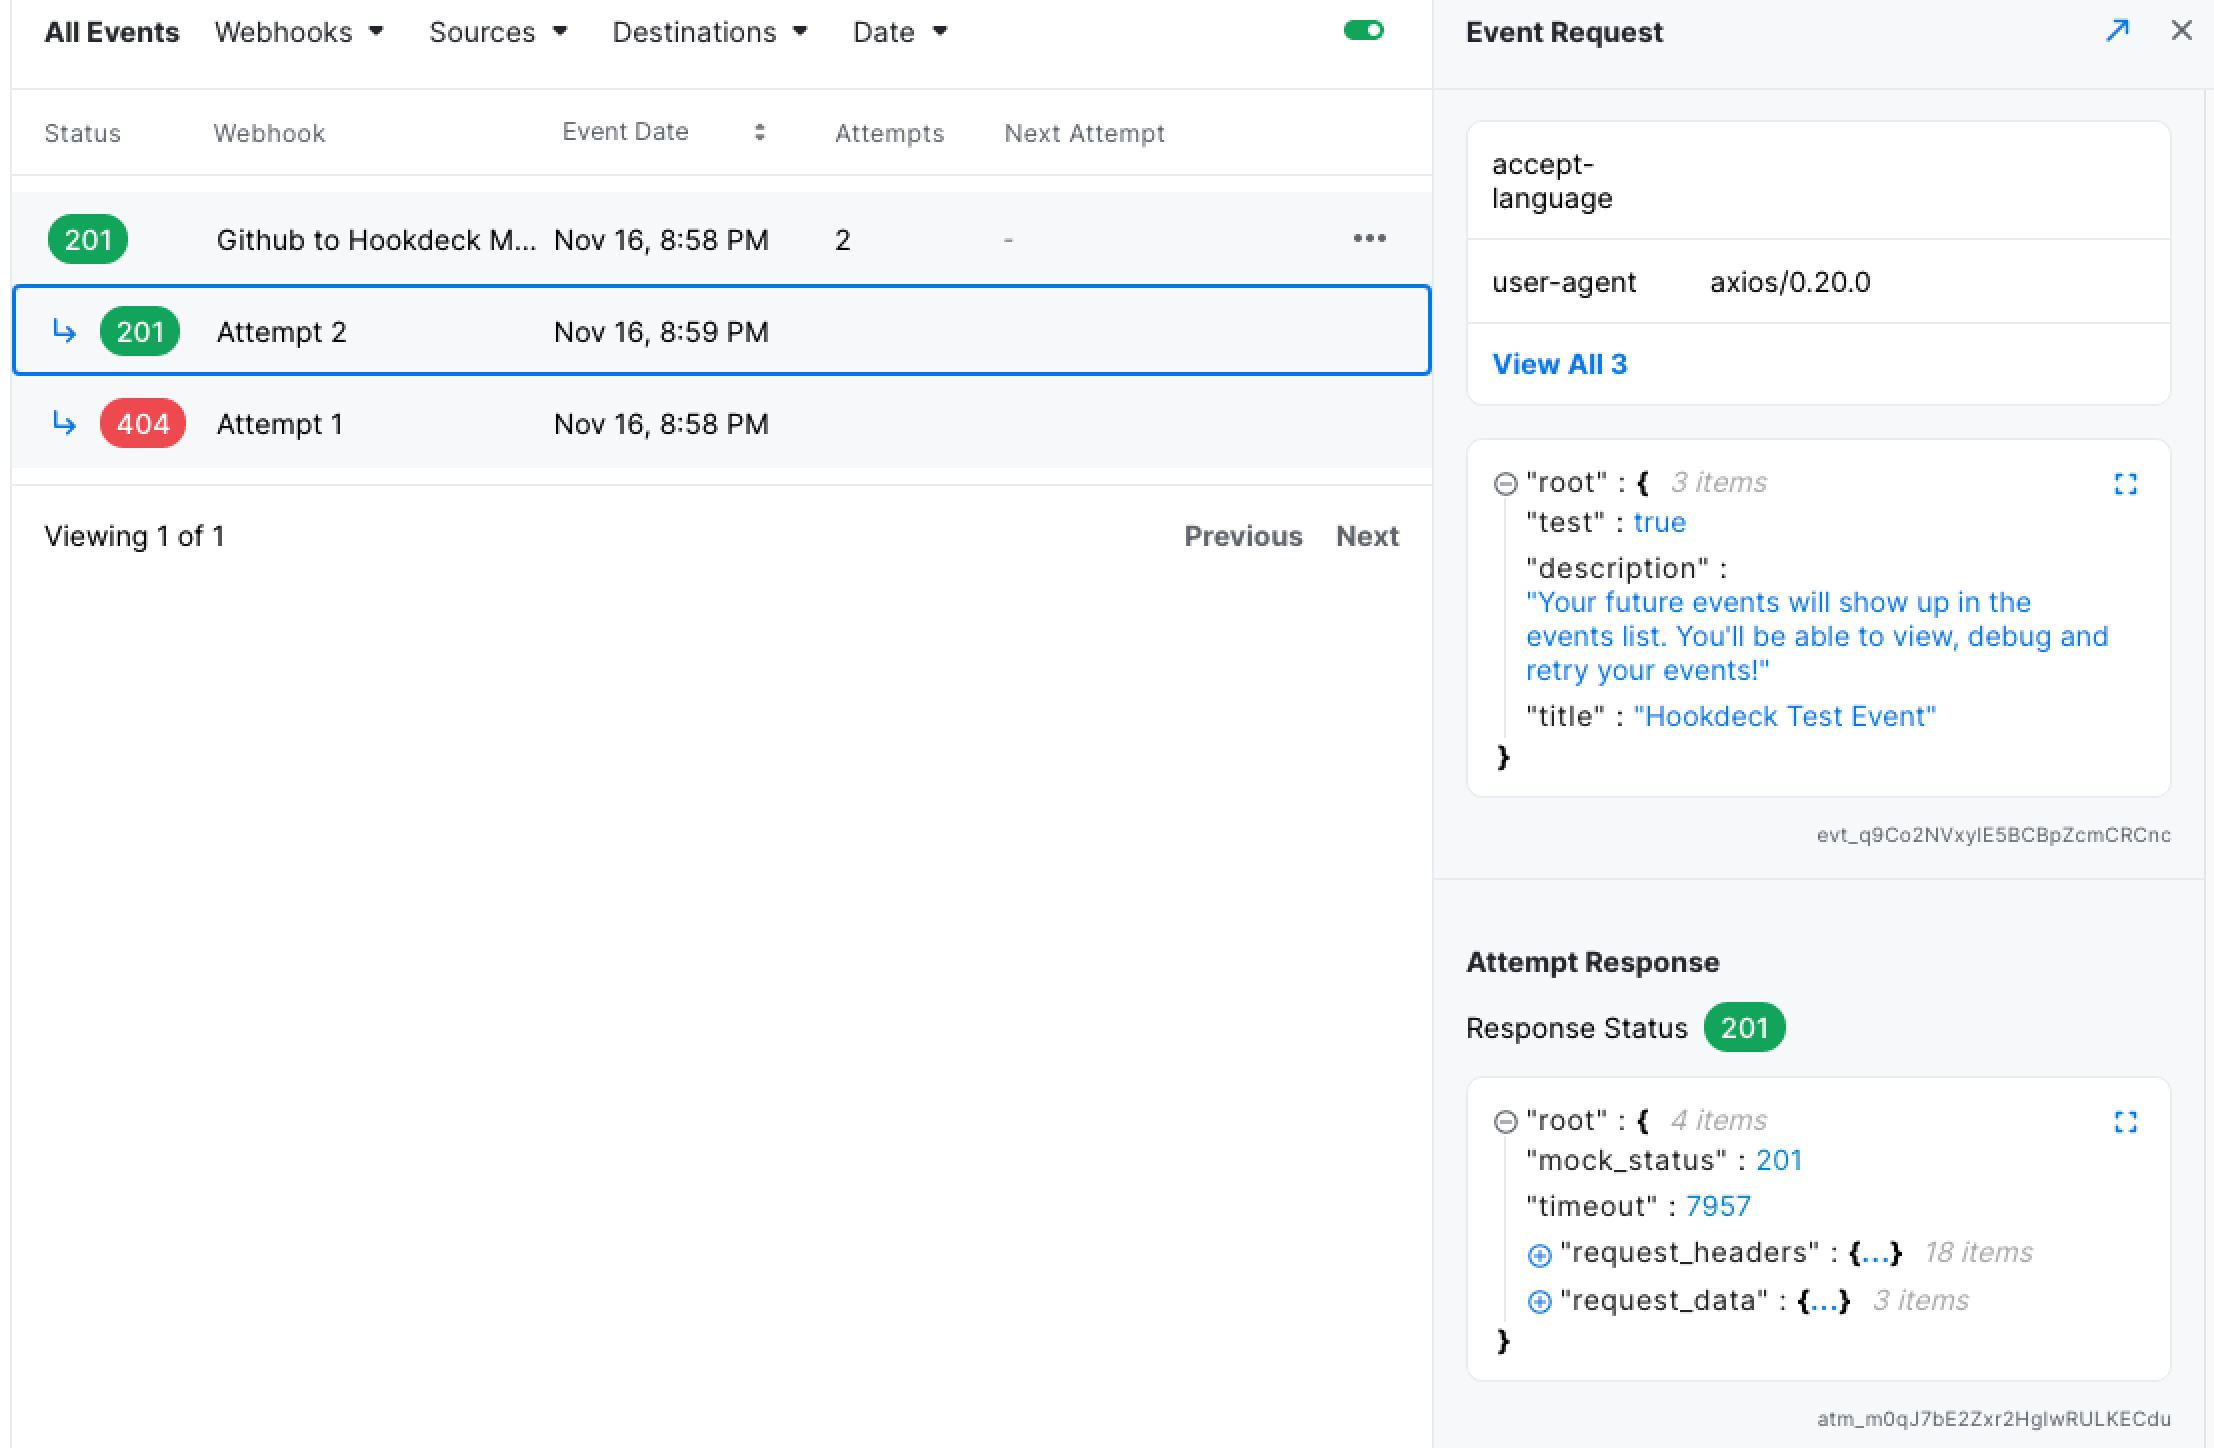 All Events Webhooks Sources Destinations Date
Status Webhook Event Date Attempts Next Attempt
201 Github to Hookdeck M... Nov 16, 8:58 PM 2 -
201 Attempt 2 Nov 16, 8:59 PM
404 Attempt 1 Nov 16, 8:58 PM
Viewing 1 of 1 Previous Next
Event Request
accept-
language
user-agent axios/0.20.0
View All 3
"root" : { 3 items
"test" : true
"description" :
"Your future events will show up in the
events list. You'll be able to view, debug and
retry your events!"
"title" : "Hookdeck Test Event"
}
evt_q9Co2NVxylE5BCBpZcmCRCnc
Attempt Response
Response Status 201
"root" : { 4 items
"mock_status" : 201
"timeout" : 7957
"request_headers" : {...} 18 items
"request_data" : {...} 3 items
}
atm_m0qJ7bE2Zxr2HglwRULKECdu